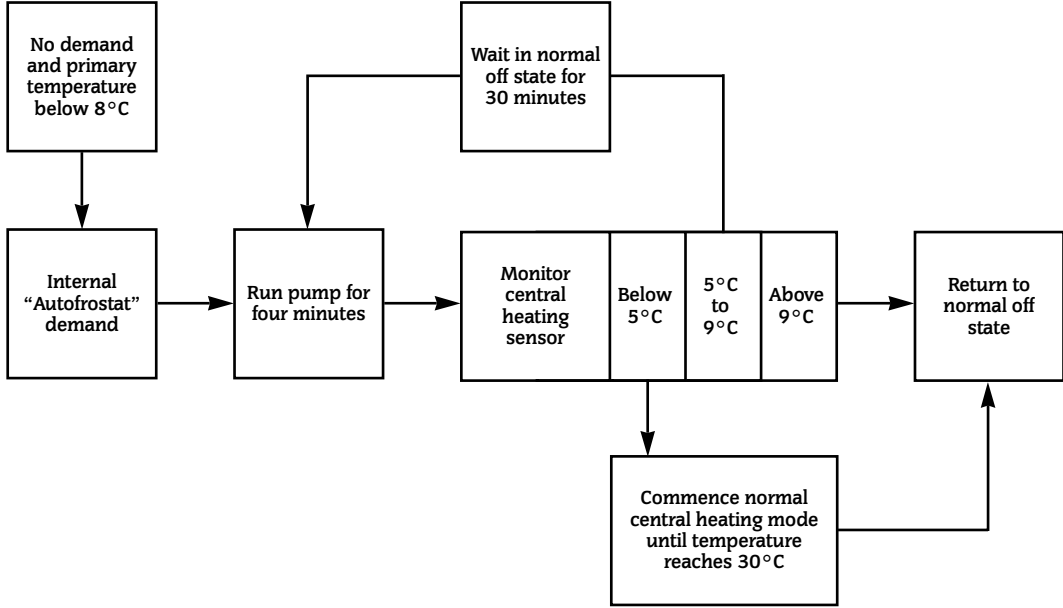 No demand
and primary
temperature
below 8°C
Wait in normal
off state for
30 minutes
Internal
“Autofrostat”
demand
Run pump for
four minutes
Monitor
central
heating
sensor
Below
5°C
5°C
to
9°C
Above
9°C
Return to
normal off
state
Commence normal
central heating mode
until temperature
reaches 30°C